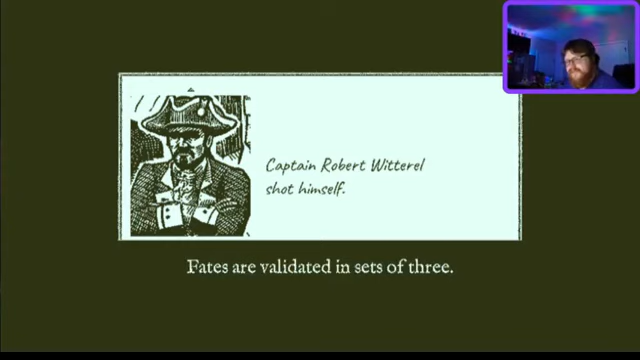 Captain Robert Witterel
shot himself.
Fates are validated in sets of three.